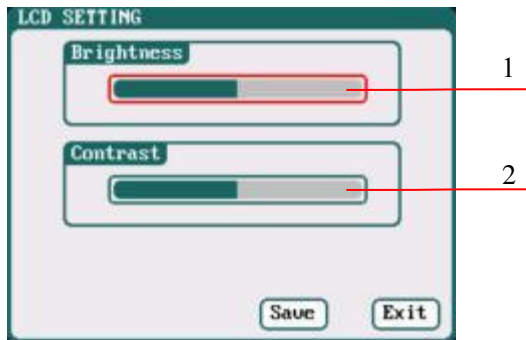 LCD SETTING
Brightness
1
Contrast
2
Save Exit